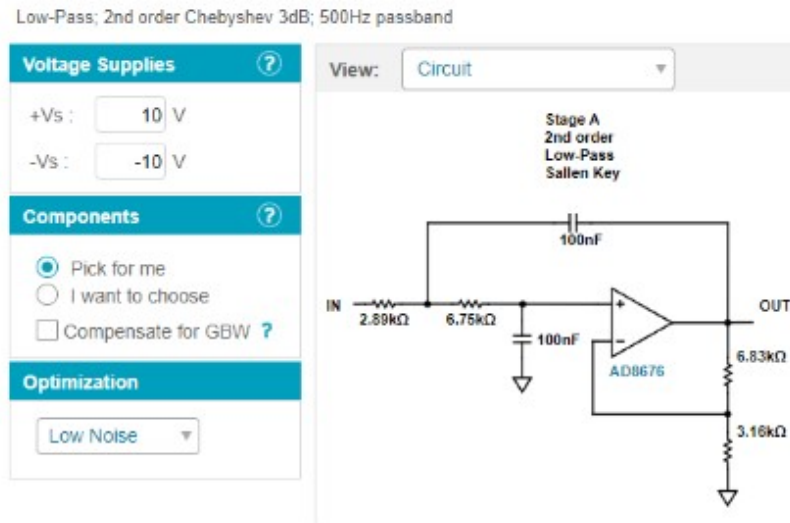 Low-Pass; 2nd order Chebyshev 3dB; 500Hz passband
Voltage Supplies ?
+Vs : 10 V
-Vs : -10 V
Components ?
Pick for me
I want to choose
Compensate for GBW ?
Optimization
Low Noise
View: Circuit
Stage A
2nd order
Low-Pass
Sallen Key
100nF
IN
2.89kΩ
6.75kΩ
100nF
+
-
AD8676
OUT
6.83kΩ
3.16kΩ